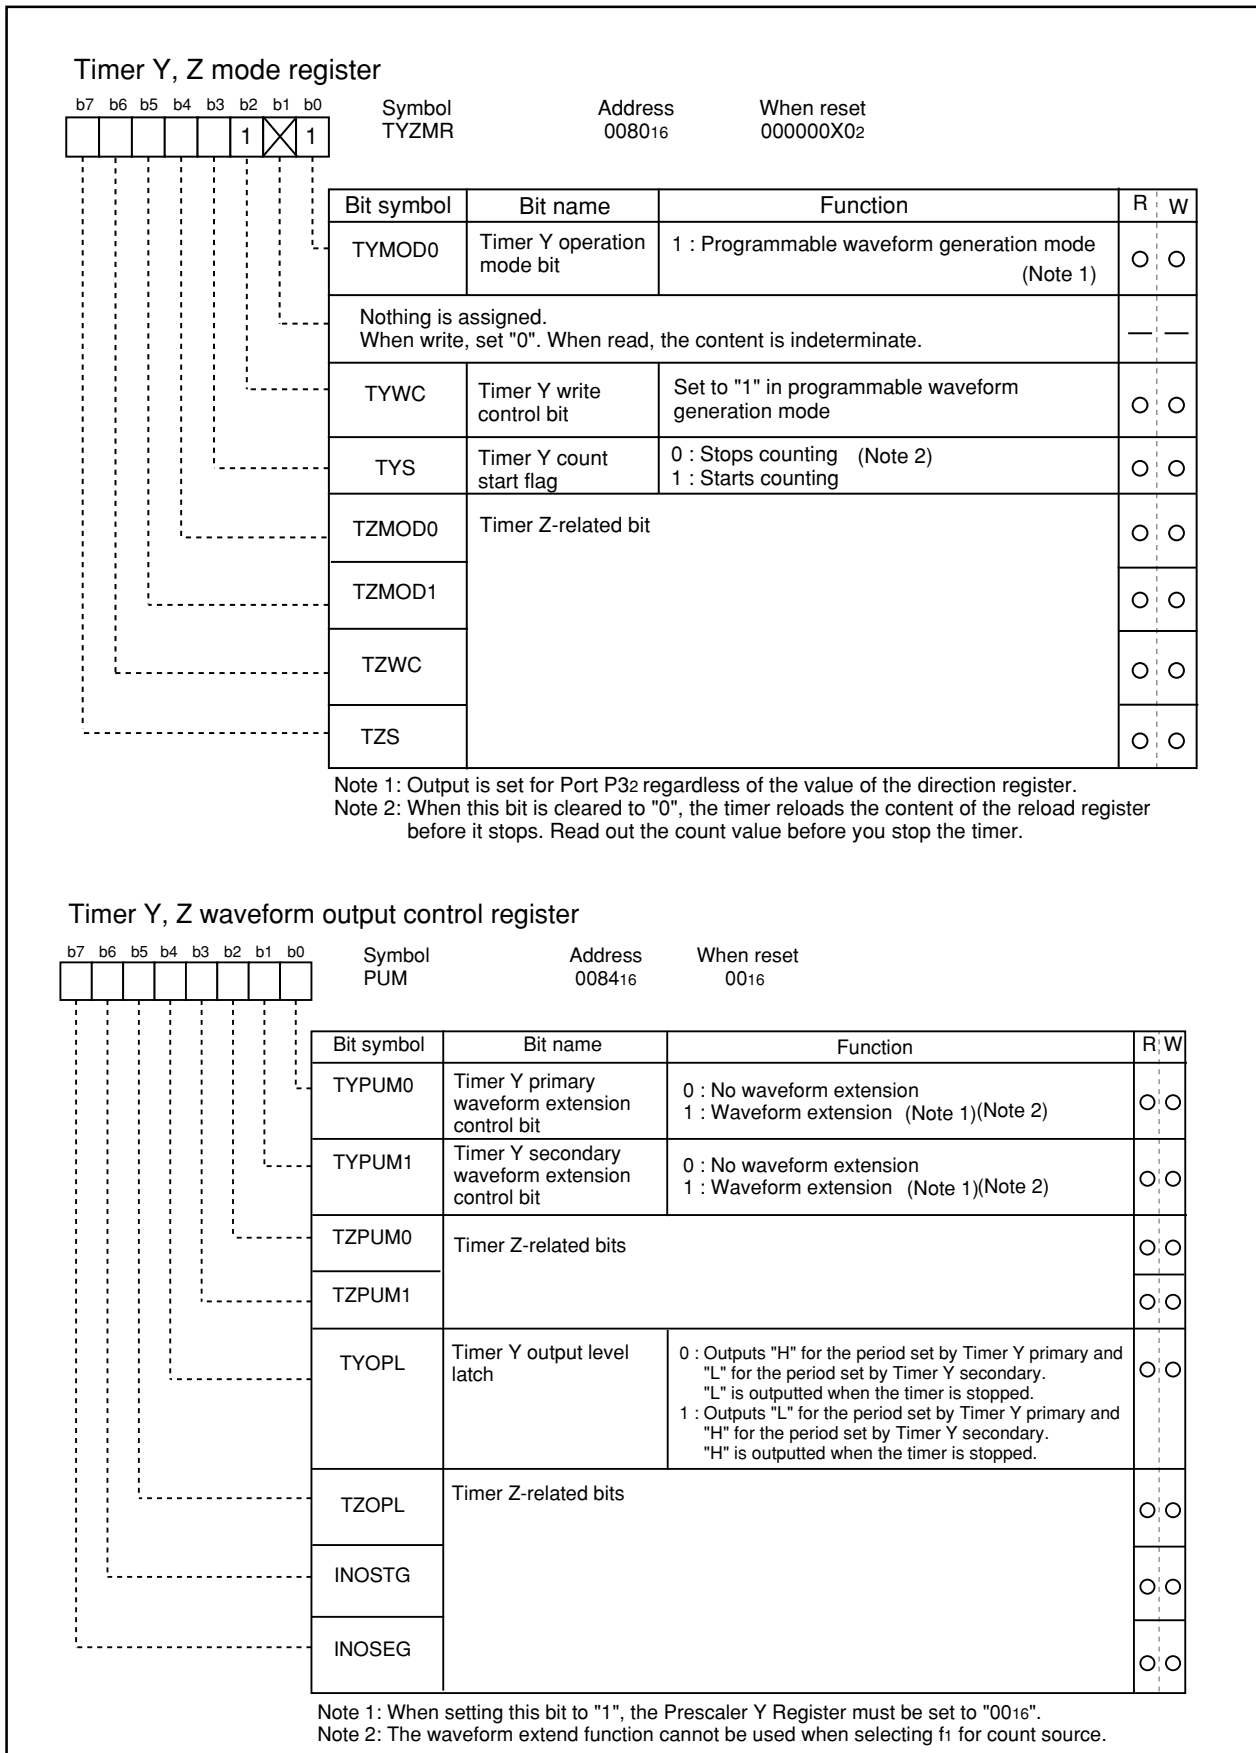 Timer Y, Z mode register
b7 b6 b5 b4 b3 b2 b1 b0
1 1
Symbol Address When reset
TYZMR 008016 000000X02
Bit symbol Bit name Function R W
TYMOD0 Timer Y operation mode bit 1 : Programmable waveform generation mode
(Note 1)
Nothing is assigned.
When write, set "0". When read, the content is indeterminate.
TYWC Timer Y write control bit Set to "1" in programmable waveform generation mode
TYS Timer Y count start flag 0 : Stops counting (Note 2)
1 : Starts counting
TZMOD0 Timer Z-related bit
TZMOD1
TZWC
TZS
Note 1: Output is set for Port P32 regardless of the value of the direction register.
Note 2: When this bit is cleared to "0", the timer reloads the content of the reload register
before it stops. Read out the count value before you stop the timer.
Timer Y, Z waveform output control register
b7 b6 b5 b4 b3 b2 b1 b0
Symbol Address When reset
PUM 008416 0016
Bit symbol Bit name Function R W
TYPUM0 Timer Y primary waveform extension control bit 0 : No waveform extension
1 : Waveform extension (Note 1)(Note 2)
TYPUM1 Timer Y secondary waveform extension control bit 0 : No waveform extension
1 : Waveform extension (Note 1)(Note 2)
TZPUM0 Timer Z-related bits
TZPUM1
TYOPL Timer Y output level latch 0 : Outputs "H" for the period set by Timer Y primary and
"L" for the period set by Timer Y secondary.
"L" is outputted when the timer is stopped.
1 : Outputs "L" for the period set by Timer Y primary and
"H" for the period set by Timer Y secondary.
"H" is outputted when the timer is stopped.
TZOPL Timer Z-related bits
INOSTG
INOSEG
Note 1: When setting this bit to "1", the Prescaler Y Register must be set to "0016".
Note 2: The waveform extend function cannot be used when selecting f1 for count source.